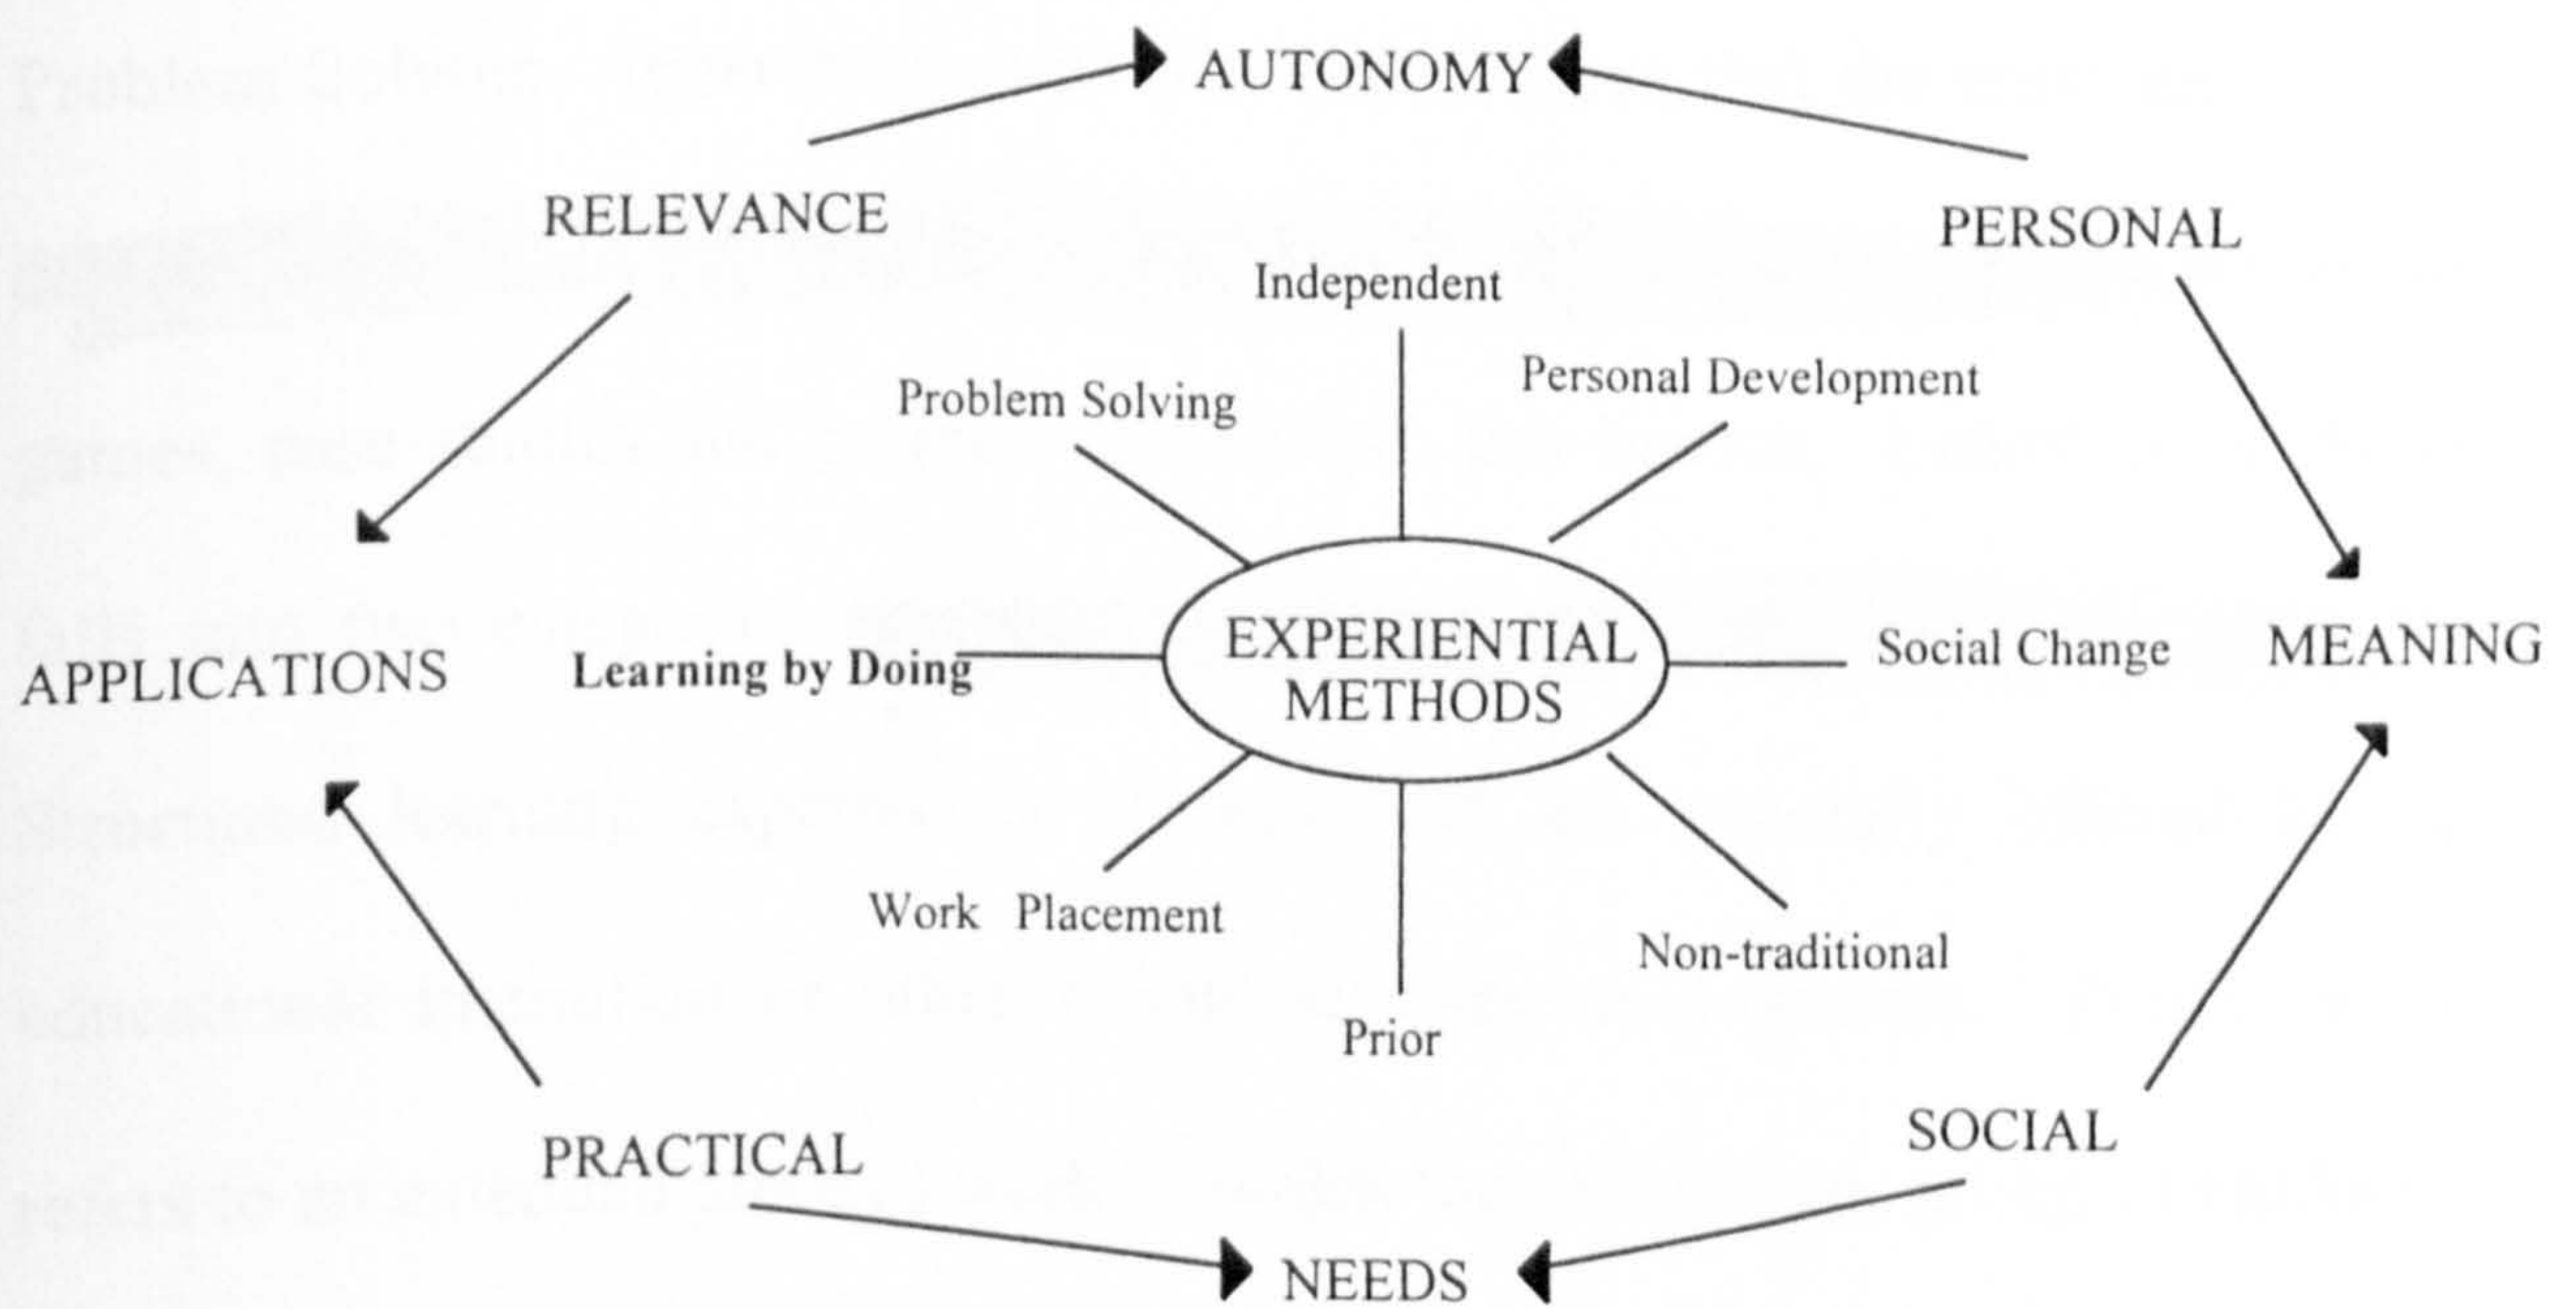 AUTONOMY
RELEVANCE
PERSONAL
Independent
Personal Development
Problem Solving
EXPERIENTIAL
METHODS
APPLICATIONS
Learning by Doing
Social Change
MEANING
Work Placement
Non-traditional
Prior
PRACTICAL
SOCIAL
NEEDS